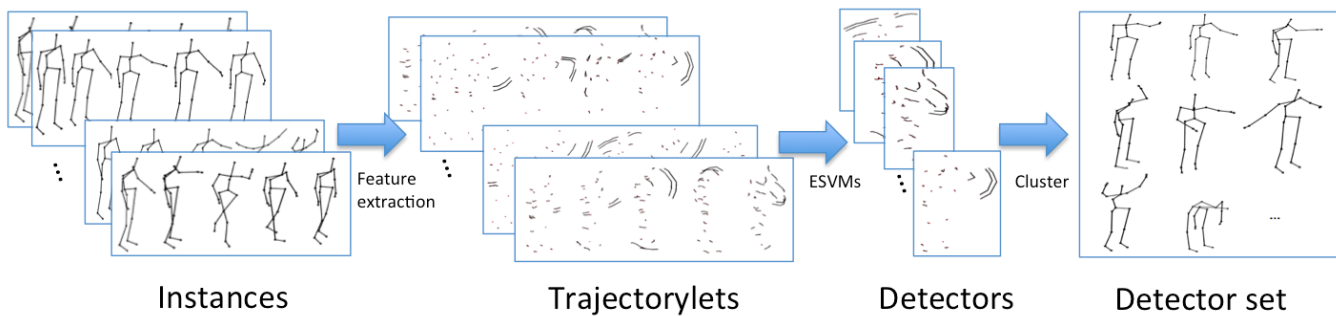 Feature
extraction
ESVMs
Cluster
...
Instances
Trajectorylets
Detectors
Detector set